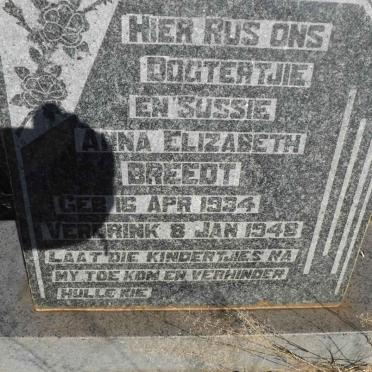 HIER RUS ONS
DOGTERTJIE
EN SUSSIE
ANNA ELIZABETH
BREEDT
GEB 16 APR 1934
VERDRINK 8 JAN 1948
LAAT DIE KINDERTJIES NA
MY TOE KOM EN VERHINDER
HULLE NIE